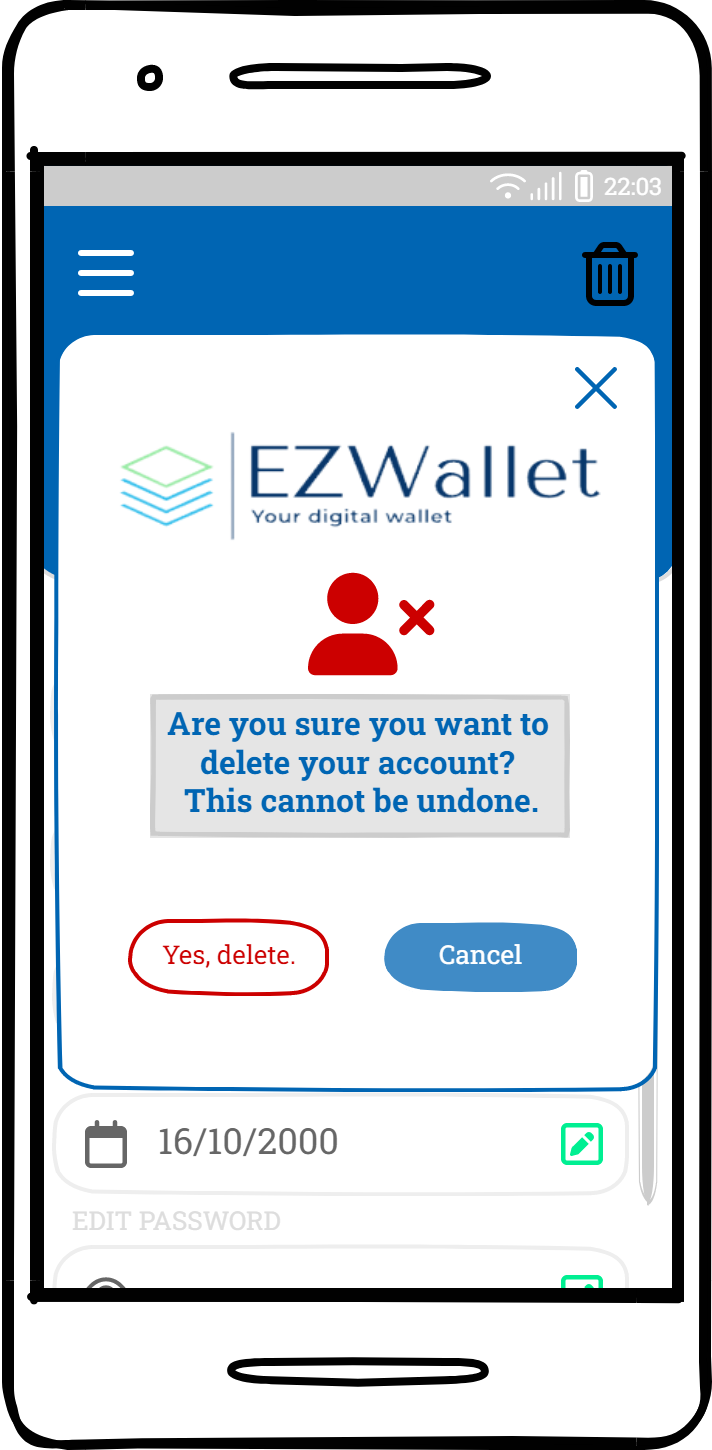 22:03
EZWallet
Your digital wallet
Are you sure you want to
delete your account?
This cannot be undone.
Yes, delete.
Cancel
16/10/2000
EDIT PASSWORD